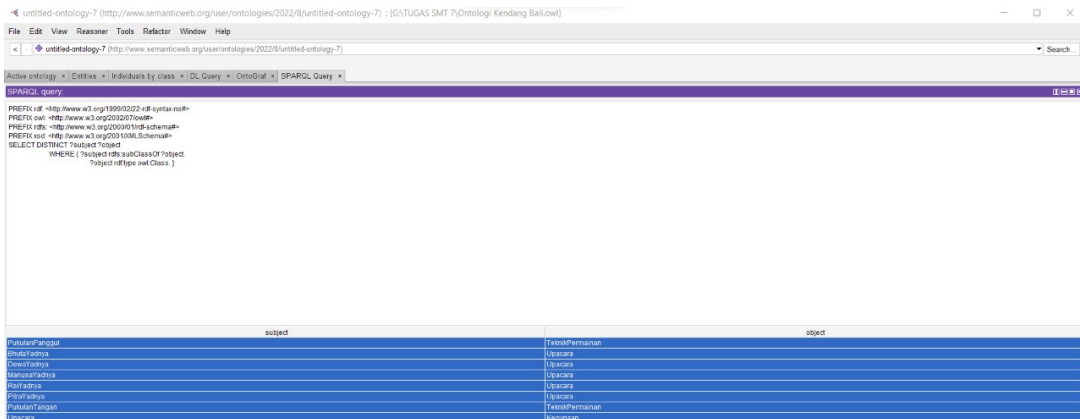 untitled-ontology-7 (http://www.semanticweb.org/user/ontologies/2022/8/untitled-ontology-7) : [G:\TUGAS SMT 7\Ontologi Kendang Bali.owl]
File Edit View Reasoner Tools Refactor Window Help
< > untitled-ontology-7 (http://www.semanticweb.org/user/ontologies/2022/8/untitled-ontology-7) Search...
Active ontology × Entities × Individuals by class × DL Query × OntoGraf × SPARQL Query ×
SPARQL query:
PREFIX rdf: <http://www.w3.org/1999/02/22-rdf-syntax-ns#>
PREFIX owl: <http://www.w3.org/2002/07/owl#>
PREFIX rdfs: <http://www.w3.org/2000/01/rdf-schema#>
PREFIX xsd: <http://www.w3.org/2001/XMLSchema#>
SELECT DISTINCT ?subject ?object
WHERE { ?subject rdfs:subClassOf ?object.
?object rdf:type owl:Class. }
subject object
PukulanPanggul TeknikPermainan
BhutaYadnya Upacara
DewaYadnya Upacara
ManusaYadnya Upacara
RsiYadnya Upacara
PitraYadnya Upacara
PukulanTangan TeknikPermainan
Upacara Kegunaan